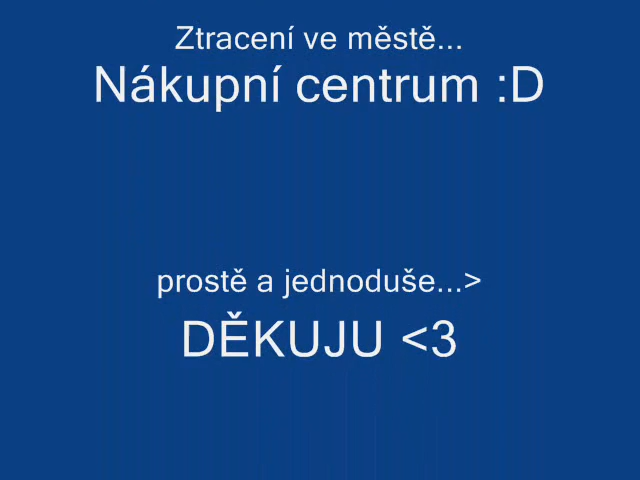 Ztracení ve městě...
Nákupní centrum :D
prostě a jednoduše...>
DĚKUJU <3